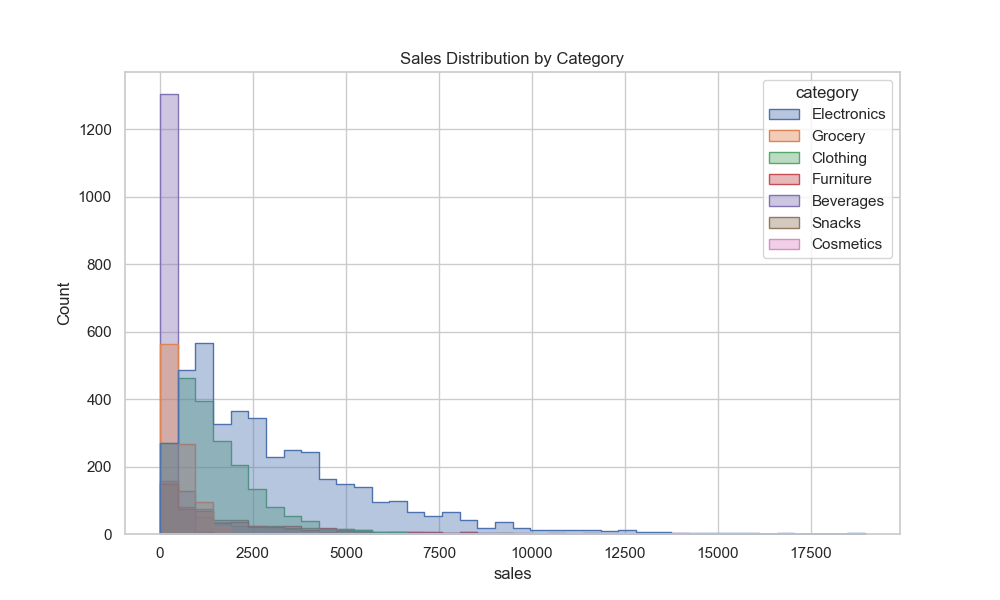 Sales Distribution by Category
category
Electronics
Grocery
Clothing
Furniture
Beverages
Snacks
Cosmetics
Count
1200
1000
800
600
400
200
0
0 2500 5000 7500 10000 12500 15000 17500
sales